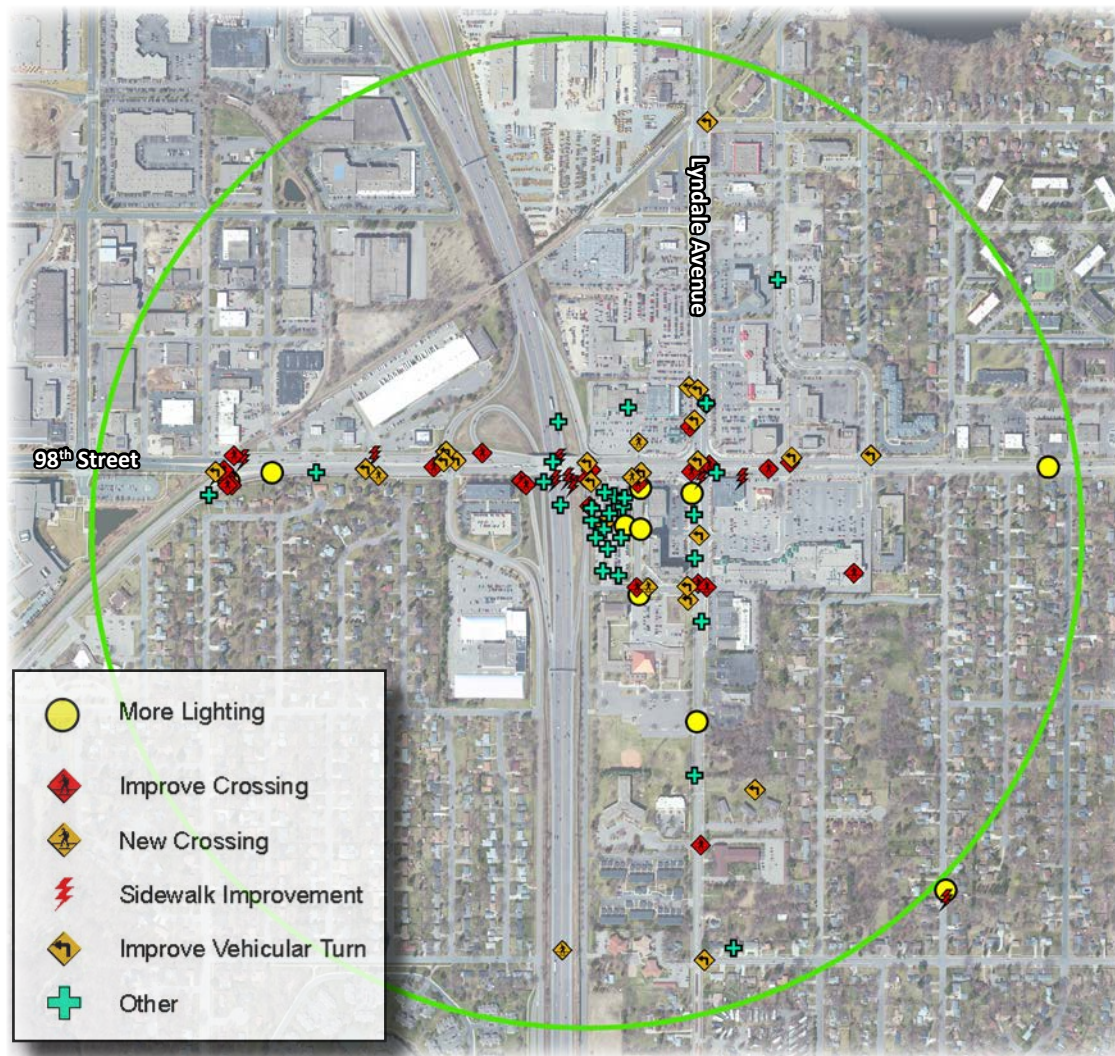 Lyndale Avenue
98th Street
More Lighting
Improve Crossing
New Crossing
Sidewalk Improvement
Improve Vehicular Turn
Other